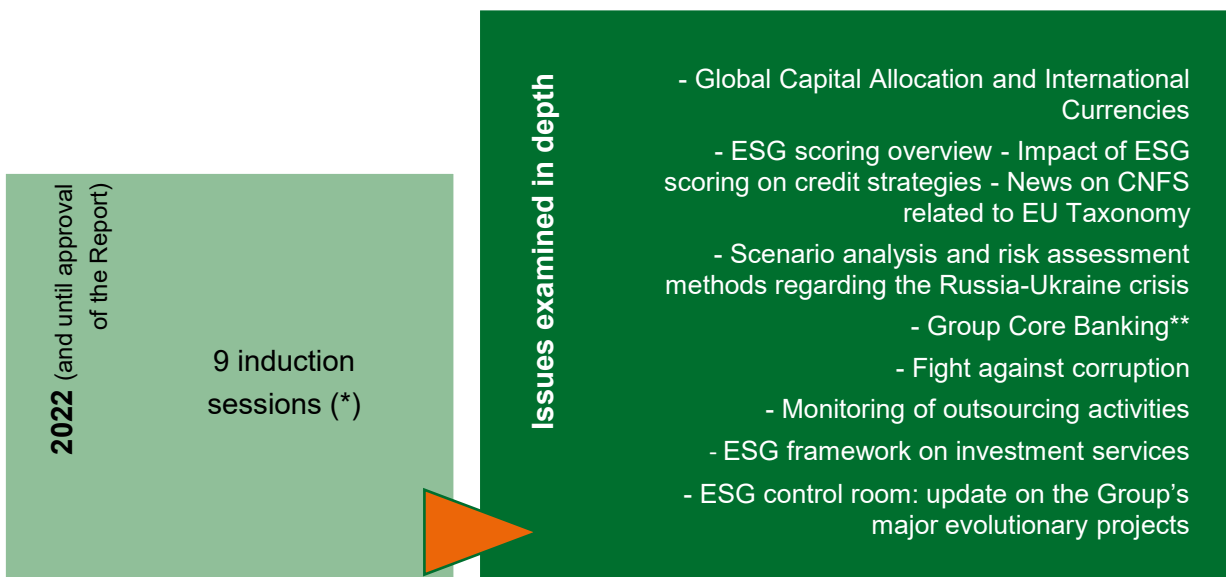 2022 (and until approval
of the Report)
9 induction
sessions (*)
Issues examined in depth
- Global Capital Allocation and International
Currencies
- ESG scoring overview - Impact of ESG
scoring on credit strategies - News on CNFS
related to EU Taxonomy
- Scenario analysis and risk assessment
methods regarding the Russia-Ukraine crisis
- Group Core Banking**
- Fight against corruption
- Monitoring of outsourcing activities
- ESG framework on investment services
- ESG control room: update on the Group’s
major evolutionary projects